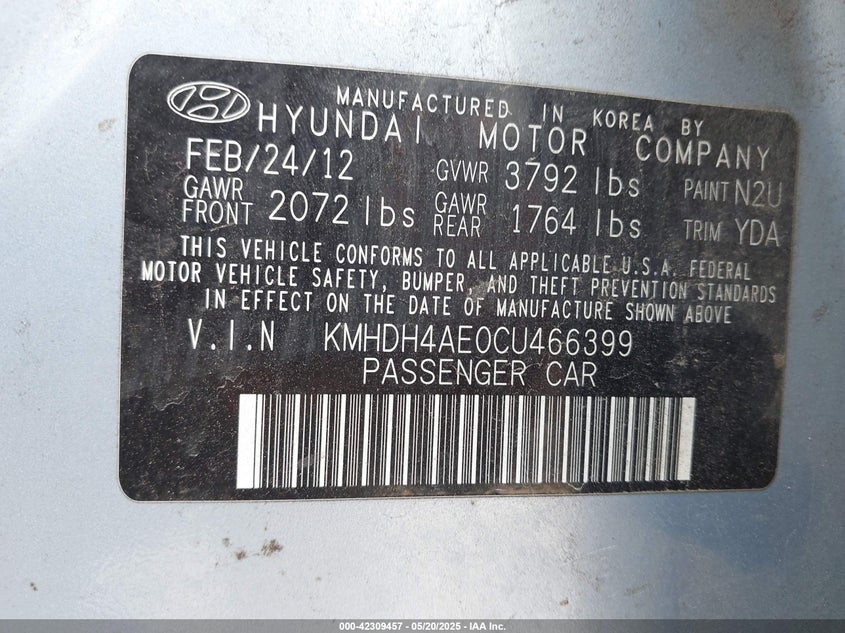 MANUFACTURED IN KOREA BY
HYUNDAI MOTOR COMPANY
FEB/24/12 GVWR 3792 lbs PAINT N2U
GAWR FRONT 2072 lbs GAWR REAR 1764 lbs TRIM YDA
THIS VEHICLE CONFORMS TO ALL APPLICABLE U.S.A. FEDERAL
MOTOR VEHICLE SAFETY, BUMPER, AND THEFT PREVENTION STANDARDS
IN EFFECT ON THE DATE OF MANUFACTURE SHOWN ABOVE
V.I.N KMHDH4AE0CU466399
PASSENGER CAR
000-42309457 - 05/20/2025 - IAA Inc.